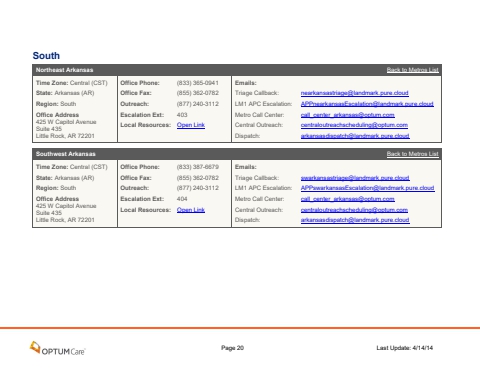 South
Northeast Arkansas Back to Metros List
Time Zone: Central (CST) Office Phone: (833) 365-0941 Emails:
State: Arkansas (AR) Office Fax: (855) 362-0782 Triage Callback: nearkansastriage@landmark.pure.cloud
Region: South Outreach: (877) 240-3112 LM1 APC Escalation: APPnearkansasEscalation@landmark.pure.cloud
Office Address Escalation Ext: 403 Metro Call Center: call_center_arkansas@optum.com
425 W Capitol Avenue Local Resources: Open Link Central Outreach: centraloutreachscheduling@optum.com
Suite 435
Little Rock, AR 72201 Dispatch: arkansasdispatch@landmark.pure.cloud
Southwest Arkansas Back to Metros List
Time Zone: Central (CST) Office Phone: (833) 387-6679 Emails:
State: Arkansas (AR) Office Fax: (855) 362-0782 Triage Callback: swarkansastriage@landmark.pure.cloud
Region: South Outreach: (877) 240-3112 LM1 APC Escalation: APPswarkansasEscalation@landmark.pure.cloud
Office Address Escalation Ext: 404 Metro Call Center: call_center_arkansas@optum.com
425 W Capitol Avenue Local Resources: Open Link Central Outreach: centraloutreachscheduling@optum.com
Suite 435
Little Rock, AR 72201 Dispatch: arkansasdispatch@landmark.pure.cloud
OPTUMCare Page 20 Last Update: 4/14/14